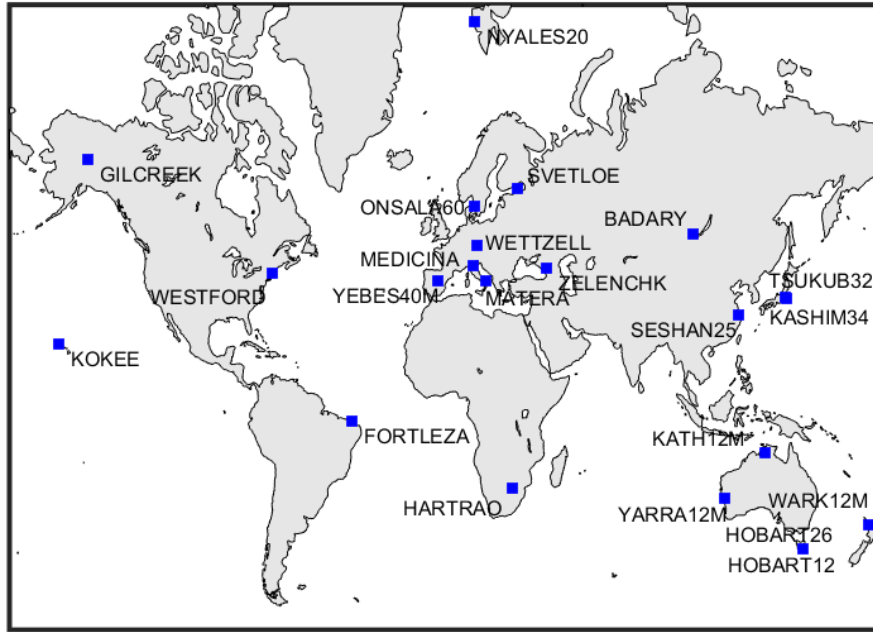 NYALES20
GILCREEK
SVETLOE
ONSALA60
BADARY
WETTZELL
MEDICINA
ZELENCHK
TSUKUB32
WESTFORD
YEBES40M
MATERA
KASHIM34
SESHAN25
KOKEE
FORTLEZA
KATH12M
HARTRAO
WARK12M
YARRA12M
HOBART26
HOBART12